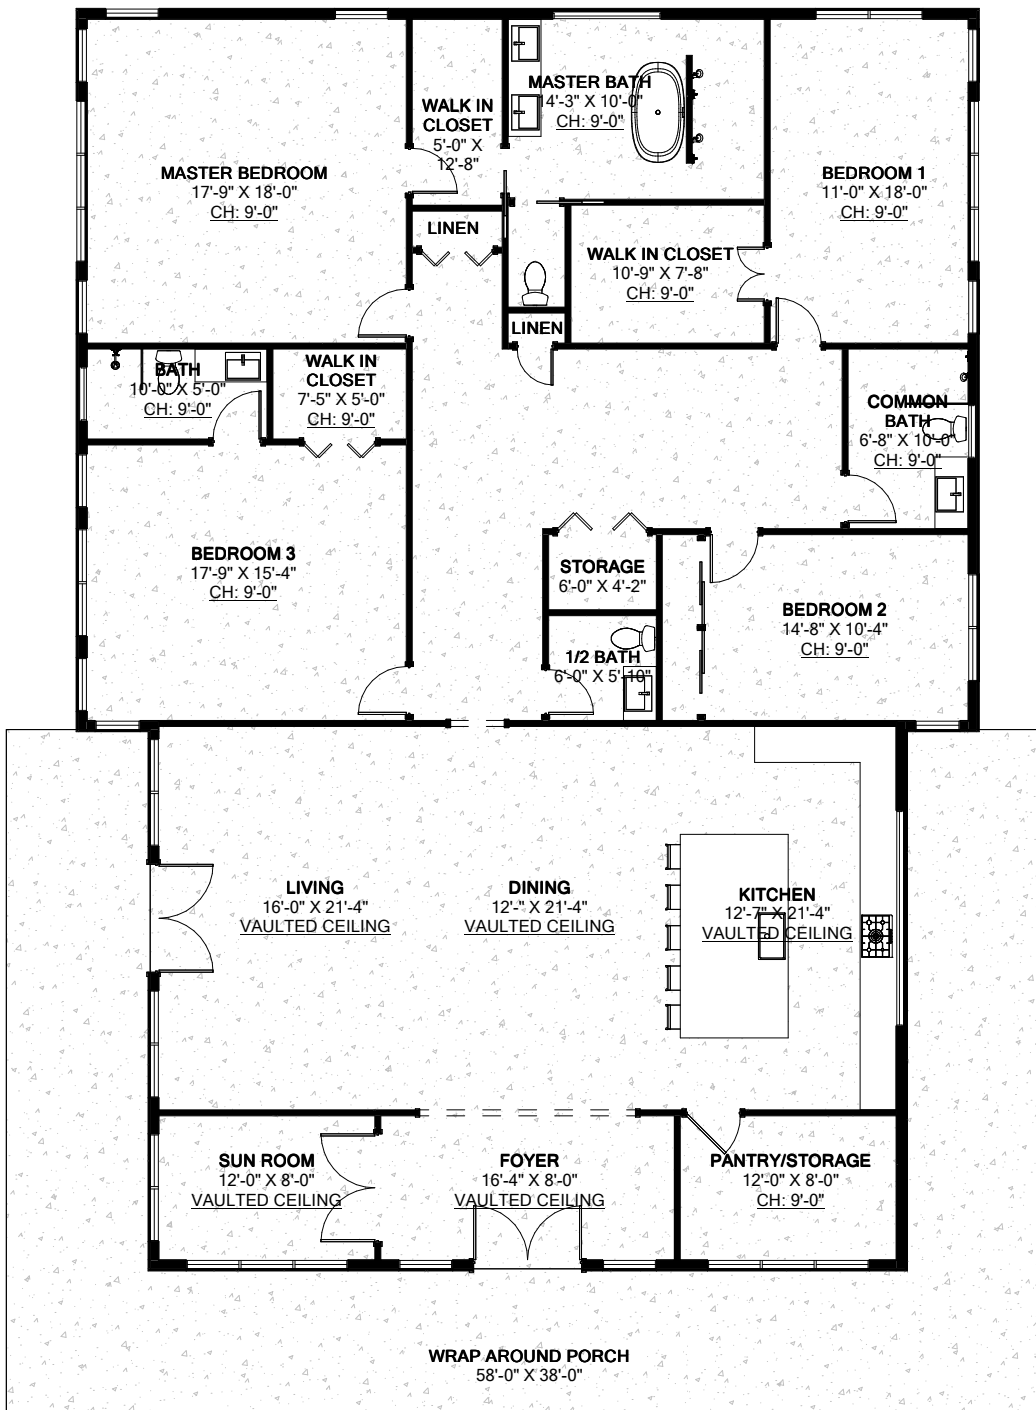 MASTER BEDROOM
17'-9" X 18'-0"
CH: 9'-0"
WALK IN
CLOSET
5'-0" X
12'-8"
MASTER BATH
14'-3" X 10'-0"
CH: 9'-0"
BEDROOM 1
11'-0" X 18'-0"
CH: 9'-0"
LINEN
WALK IN CLOSET
10'-9" X 7'-8"
CH: 9'-0"
LINEN
BATH
10'-0" X 5'-0"
CH: 9'-0"
WALK IN
CLOSET
7'-5" X 5'-0"
CH: 9'-0"
COMMON
BATH
6'-8" X 10'-0"
CH: 9'-0"
BEDROOM 3
17'-9" X 15'-4"
CH: 9'-0"
STORAGE
6'-0" X 4'-2"
BEDROOM 2
14'-8" X 10'-4"
CH: 9'-0"
1/2 BATH
6'-0" X 5'-10"
LIVING
16'-0" X 21'-4"
VAULTED CEILING
DINING
12'-" X 21'-4"
VAULTED CEILING
KITCHEN
12'-7" X 21'-4"
VAULTED CEILING
SUN ROOM
12'-0" X 8'-0"
VAULTED CEILING
FOYER
16'-4" X 8'-0"
VAULTED CEILING
PANTRY/STORAGE
12'-0" X 8'-0"
CH: 9'-0"
WRAP AROUND PORCH
58'-0" X 38'-0"